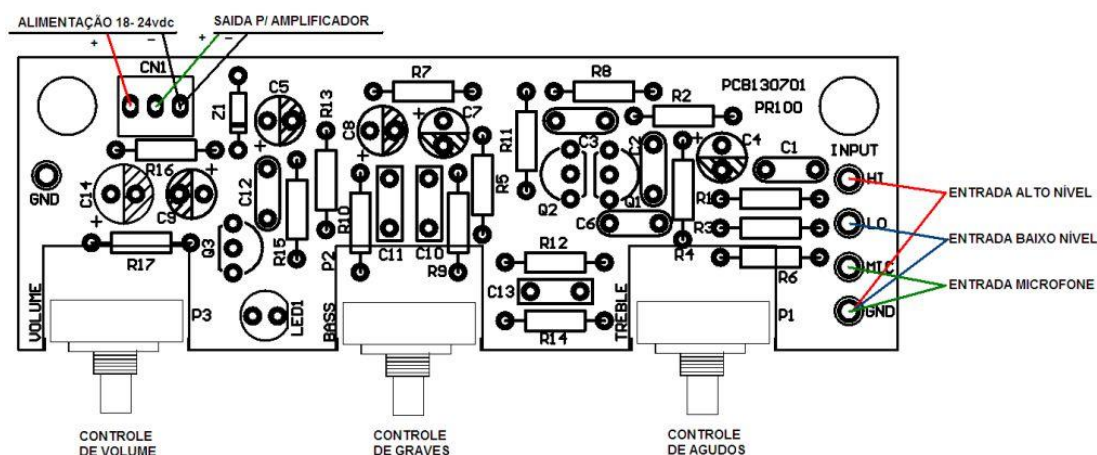 ALIMENTAÇÃO 18- 24vdc
SAIDA P/ AMPLIFICADOR
+ − + −
CN1
Z1
C5
R13
R7
C8
C7
R11
R8
R2
PCB130701
PR100
C3
C2
C4
C1
INPUT
R16
GND
C14
C9
C12
R15
R10
C11
C10
R9
R5
Q2
Q1
C6
R4
R1
R3
R6
HI
LO
MIC
GND
ENTRADA ALTO NÍVEL
ENTRADA BAIXO NÍVEL
ENTRADA MICROFONE
R17
Q3
P2
R12
C13
R14
VOLUME
P3
LED1
BASS
TREBLE
P1
CONTROLE
DE VOLUME
CONTROLE
DE GRAVES
CONTROLE
DE AGUDOS